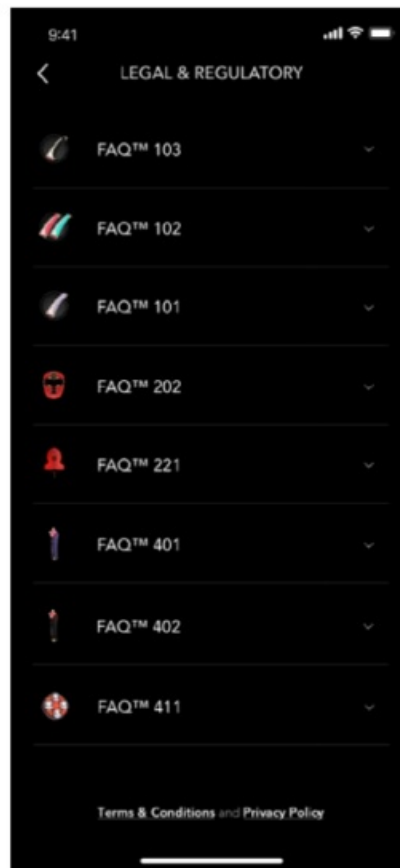 9:41
LEGAL & REGULATORY
FAQ™ 103
FAQ™ 102
FAQ™ 101
FAQ™ 202
FAQ™ 221
FAQ™ 401
FAQ™ 402
FAQ™ 411
Terms & Conditions and Privacy Policy